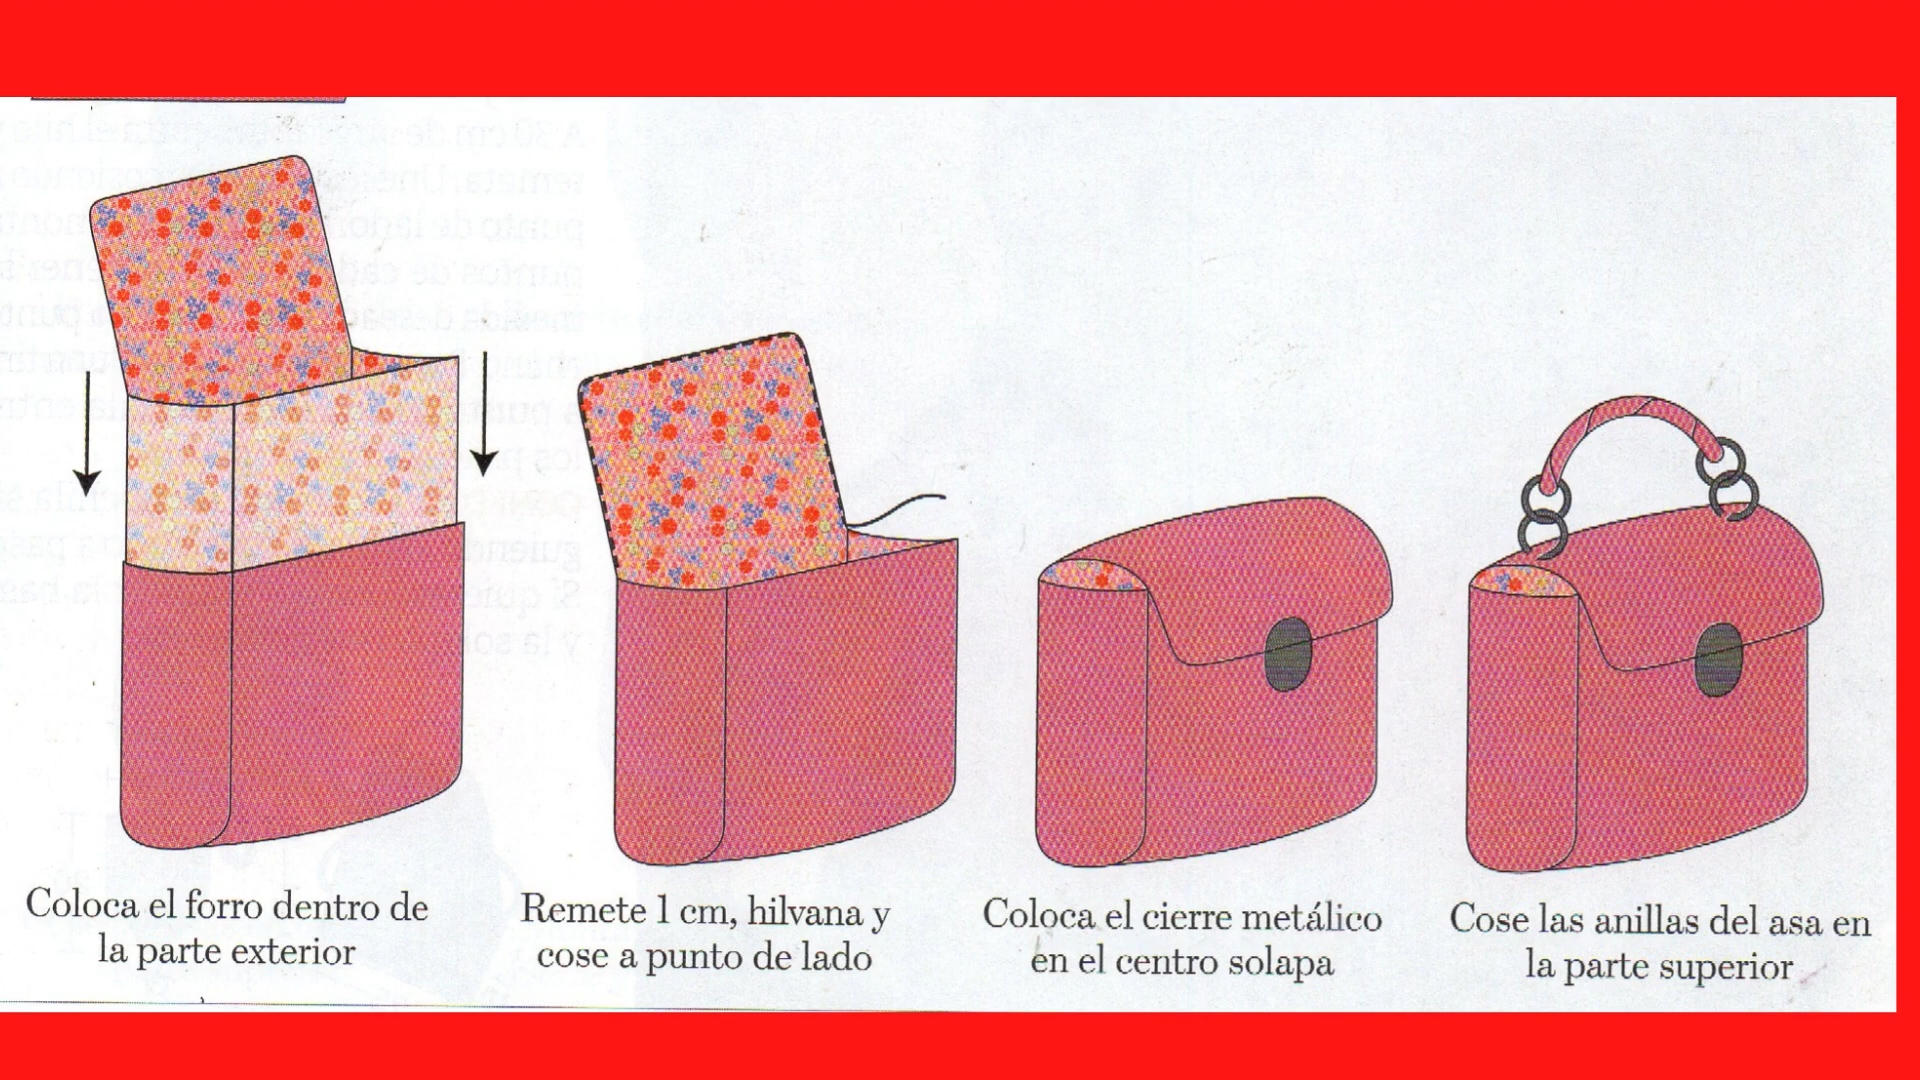 Coloca el forro dentro de
la parte exterior
Remete 1 cm, hilvana y
cose a punto de lado
Coloca el cierre metálico
en el centro solapa
Cose las anillas del asa en
la parte superior